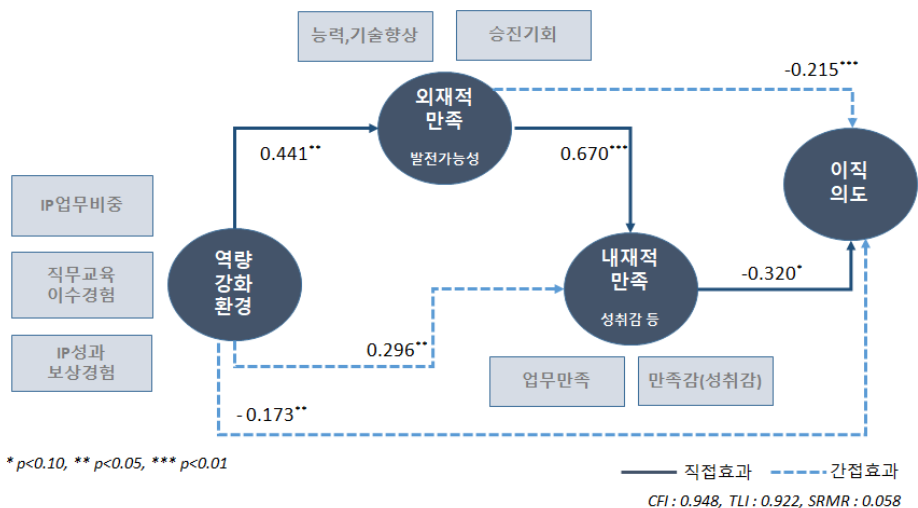 능력,기술향상
승진기회
-0.215***
외재적
만족
발전가능성
0.441**
0.670***
이직
의도
IP업무비중
직무교육
이수경험
IP성과
보상경험
역량
강화
환경
내재적
만족
성취감 등
-0.320*
0.296**
업무만족
만족감(성취감)
-0.173**
* p<0.10, ** p<0.05, *** p<0.01
직접효과
간접효과
CFI : 0.948, TLI : 0.922, SRMR : 0.058